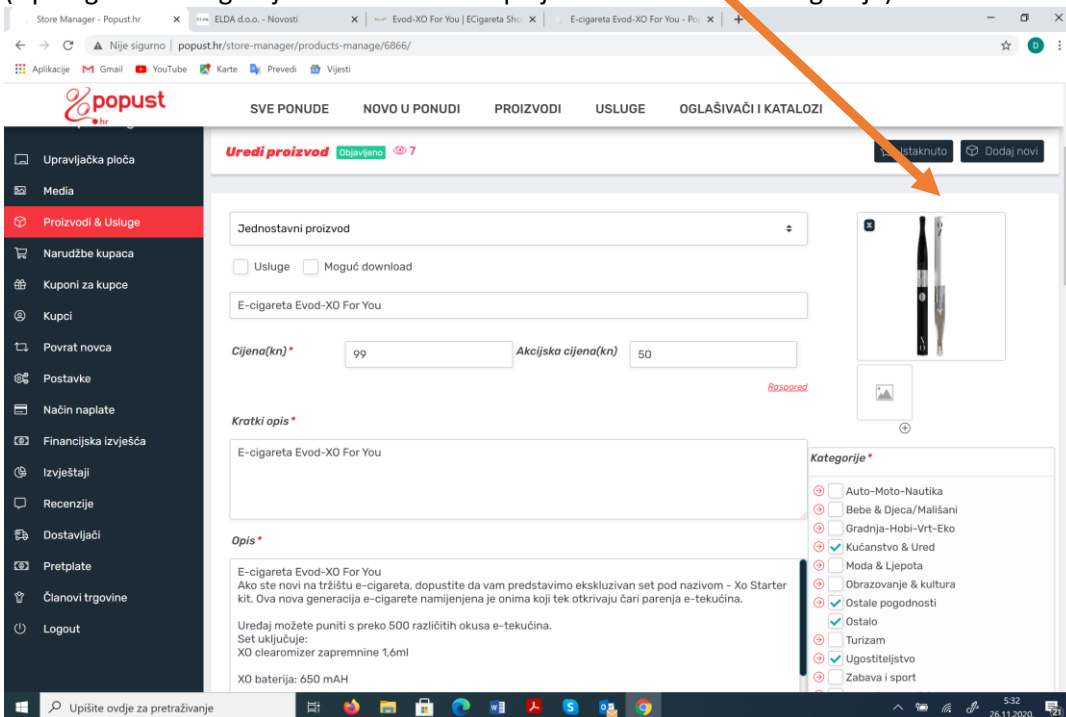 Store Manager - Popust.hr
ELDA d.o.o. - Novosti
Evod-XO For You | ECigareta Sho
E-cigareta Evod-XO For You - Po
Nije sigurno | popust.hr/store-manager/products-manage/6866/
D
Aplikacije Gmail YouTube Karte Prevedi Vijesti
popust
hr
SVE PONUDE NOVO U PONUDI PROIZVODI USLUGE OGLAŠIVAČI I KATALOZI
Upravljačka ploča
Media
Proizvodi & Usluge
Narudžbe kupaca
Kuponi za kupce
Kupci
Povrat novca
Postavke
Način naplate
Financijska izvješća
Izvještaji
Recenzije
Dostavljači
Pretplate
Članovi trgovine
Logout
Uredi proizvod Objavljeno 7
Istaknuto Dodaj novi
Jednostavni proizvod
Usluge Moguć download
E-cigareta Evod-XO For You
Cijena(kn) * 99 Akcijska cijena(kn) 50
Raspored
Kratki opis *
E-cigareta Evod-XO For You
Opis *
E-cigareta Evod-XO For You
Ako ste novi na tržištu e-cigareta, dopustite da vam predstavimo ekskluzivan set pod nazivom - Xo Starter
kit. Ova nova generacija e-cigarete namijenjena je onima koji tek otkrivaju čari parenja e-tekućina.
Uređaj možete puniti s preko 500 različitih okusa e-tekućina.
Set uključuje:
XO clearomizer zapremnine 1,6ml
XO baterija: 650 mAH
Kategorije *
Auto-Moto-Nautika
Bebe & Djeca/Mališani
Gradnja-Hobi-Vrt-Eko
Kućanstvo & Ured
Moda & Ljepota
Obrazovanje & kultura
Ostale pogodnosti
Ostalo
Turizam
Ugostiteljstvo
Zabava i sport
Upišite ovdje za pretraživanje
5:32
26.11.2020.
21